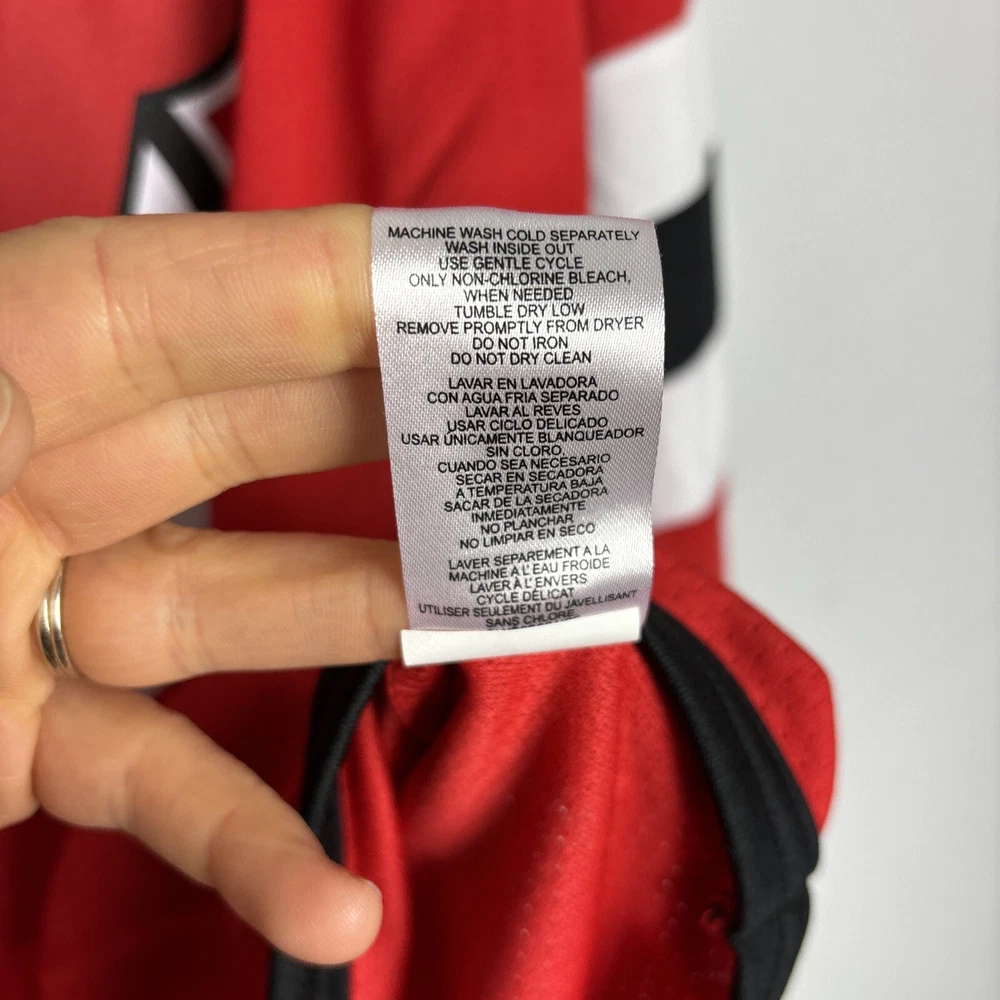 MACHINE WASH COLD SEPARATELY
WASH INSIDE OUT
USE GENTLE CYCLE
ONLY NON-CHLORINE BLEACH,
WHEN NEEDED
TUMBLE DRY LOW
REMOVE PROMPTLY FROM DRYER
DO NOT IRON
DO NOT DRY CLEAN
LAVAR EN LAVADORA
CON AGUA FRIA SEPARADO
LAVAR AL REVES
USAR CICLO DELICADO
USAR ÚNICAMENTE BLANQUEADOR
SIN CLORO,
CUANDO SEA NECESARIO
SECAR EN SECADORA
A TEMPERATURA BAJA
SACAR DE LA SECADORA
INMEDIATAMENTE
NO PLANCHAR
NO LIMPIAR EN SECO
LAVER SEPAREMENT A LA
MACHINE A L'EAU FROIDE
LAVER À L'ENVERS
CYCLE DÉLICAT
UTILISER SEULEMENT DU JAVELLISANT
SANS CHLORE,